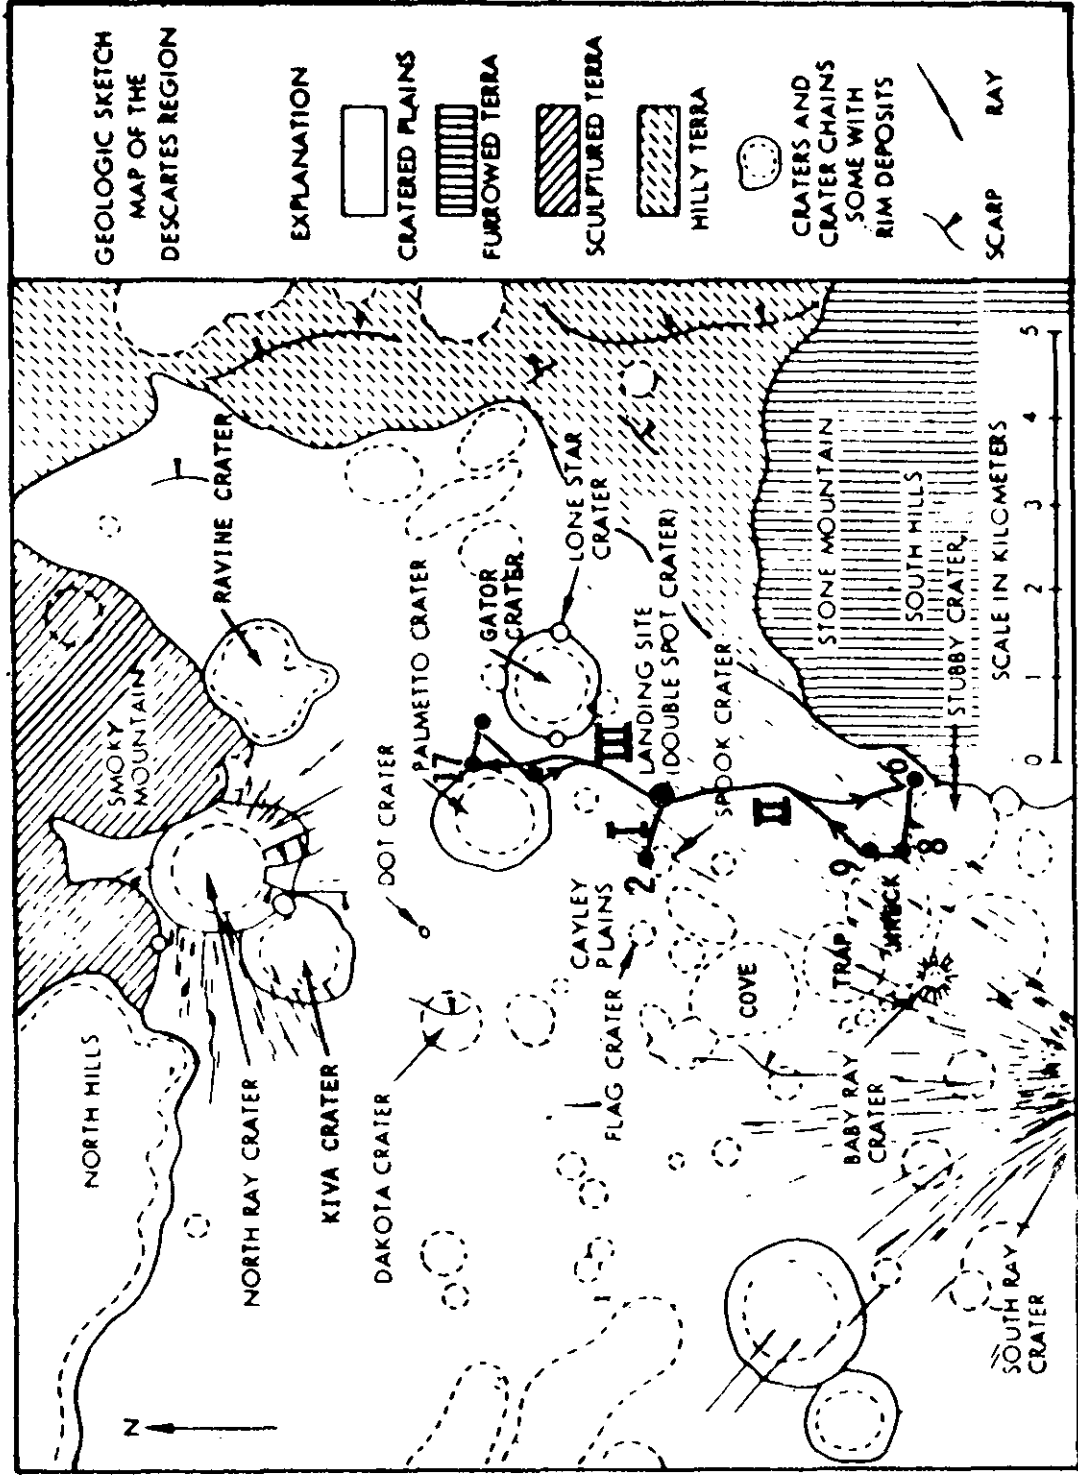 GEOLOGIC SKETCH
MAP OF THE
DESCARTES REGION
EXPLANATION
CRATERED PLAINS
FURROWED TERRA
SCULPTURED TERRA
HILLY TERRA
CRATERS AND
CRATER CHAINS
SOME WITH
RIM DEPOSITS
SCARP
RAY
NORTH HILLS
SMOKY
MOUNTAIN
RAVINE CRATER
NORTH RAY CRATER
KIVA CRATER
DOT CRATER
PALMETTO CRATER
DAKOTA CRATER
17
GATOR
CRATER
LONE STAR
CRATER
III
CAYLEY
PLAINS
FLAG CRATER
2
I
LANDING SITE
(DOUBLE SPOT CRATER)
SPOOK CRATER
COVE
II
STONE MOUNTAIN
TRAP
WRECK
9
8
6
BABY RAY
CRATER
SOUTH HILLS
STUBBY CRATER
SOUTH RAY
CRATER
SCALE IN KILOMETERS
0
1
2
3
4
5
N